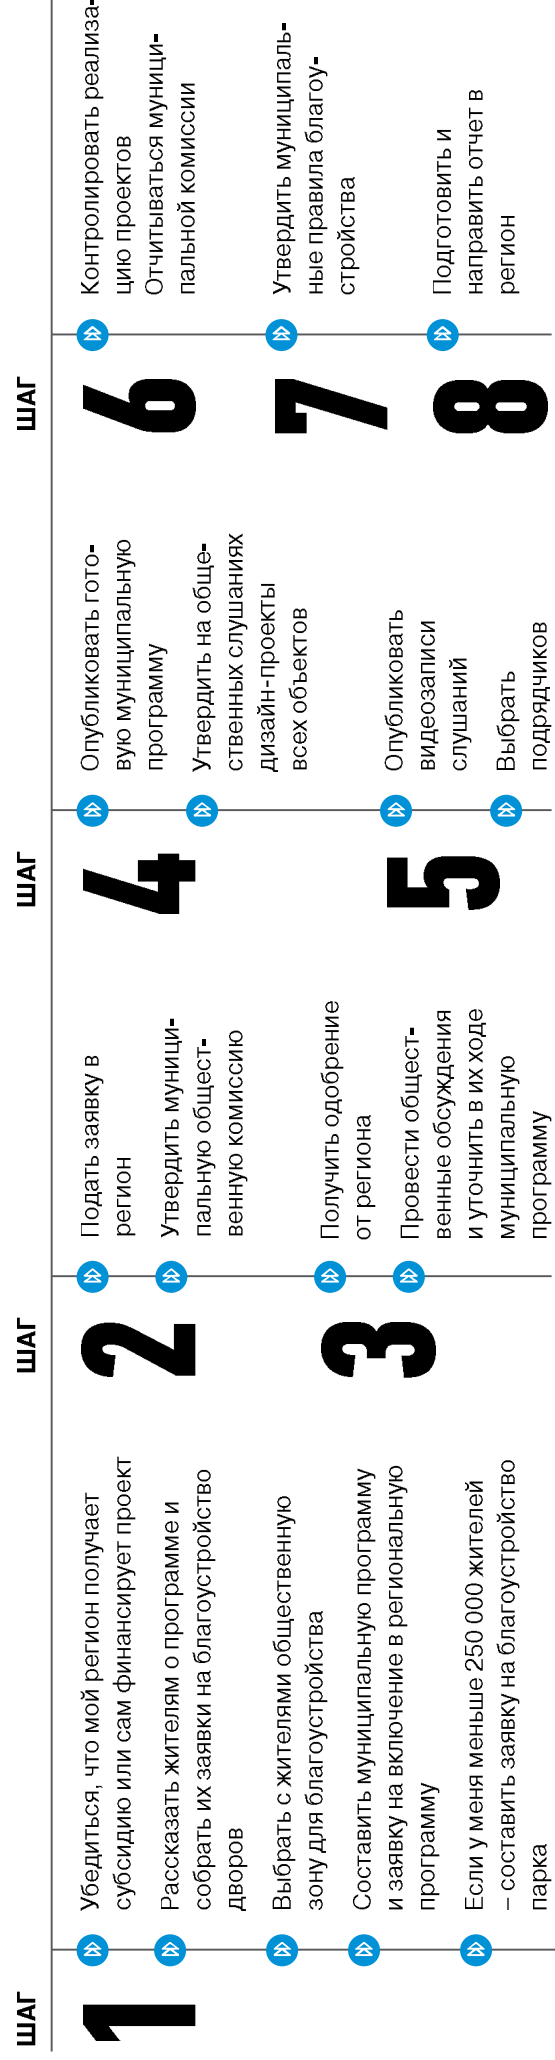 ШАГ
1
Убедиться, что мой регион получает
субсидию или сам финансирует проект
Рассказать жителям о программе и
собрать их заявки на благоустройство
дворов
Выбрать с жителями общественную
зону для благоустройства
Составить муниципальную программу
и заявку на включение в региональную
программу
Если у меня меньше 250 000 жителей
– составить заявку на благоустройство
парка
ШАГ
2
Подать заявку в
регион
Утвердить муници-
пальную общест-
венную комиссию
3
Получить одобрение
от региона
Провести общест-
венные обсуждения
и уточнить в их ходе
муниципальную
программу
ШАГ
4
Опубликовать гото-
вую муниципальную
программу
Утвердить на обще-
ственных слушаниях
дизайн-проекты
всех объектов
5
Опубликовать
видеозаписи
слушаний
Выбрать
подрядчиков
ШАГ
6
Контролировать реализа-
цию проектов
Отчитываться муници-
пальной комиссии
7
Утвердить муниципаль-
ные правила благоу-
стройства
8
Подготовить и
направить отчет в
регион